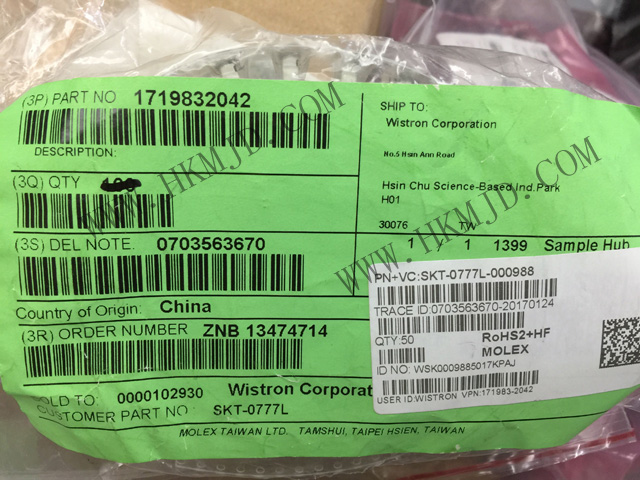 (3P) PART NO 1719832042
DESCRIPTION:
(3Q) QTY
(3S) DEL NOTE. 0703563670
Country of Origin: China
(3R) ORDER NUMBER ZNB 13474714
OLD TO: 0000102930 Wistron Corporat
CUSTOMER PART NO: SKT-0777L
MOLEX TAIWAN LTD. TAMSHUI, TAIPEI HSIEN, TAIWAN
SHIP TO:
Wistron Corporation
No.5 Hsin Ann Road
Hsin Chu Science-Based Ind.Park
H01
30076 TW
1 1 1399 Sample Hub
PN+VC:SKT-0777L-000988
TRACE ID:0703563670-20170124
QTY:50 RoHS2+HF
MOLEX
ID NO: WSK0009885017KPAJ
USER ID:WISTRON VPN:171983-2042
WWW.HKMJD.COM
WWW.HKMJD.COM